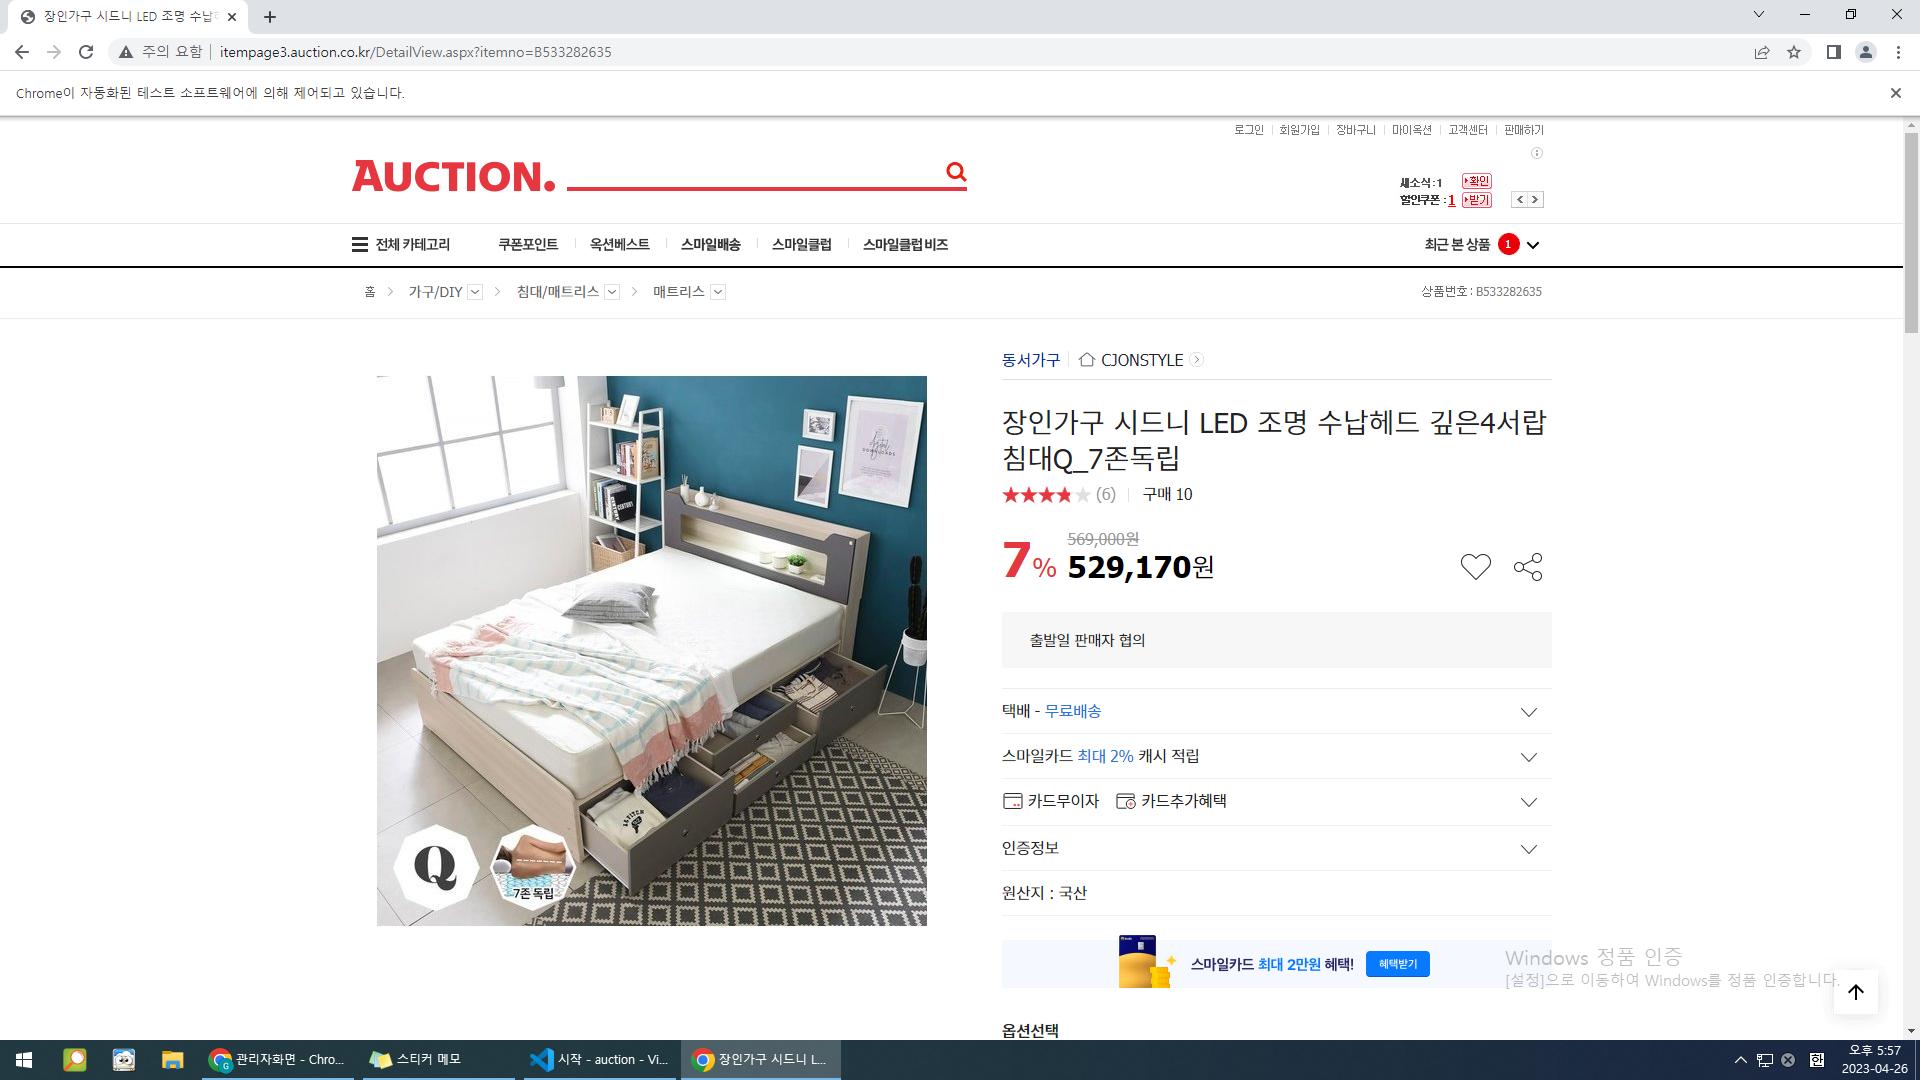 장인가구 시드니 LED 조명 수납
주의 요함
itempage3.auction.co.kr/DetailView.aspx?itemno=B533282635
Chrome이 자동화된 테스트 소프트웨어에 의해 제어되고 있습니다.
로그인 회원가입 장바구니 마이옥션 고객센터 판매하기
AUCTION.
새소식:1 확인
할인쿠폰:1 받기
전체 카테고리 쿠폰포인트 옥션베스트 스마일배송 스마일클럽 스마일클럽 비즈 최근 본 상품 1
홈 가구/DIY 침대/매트리스 매트리스 상품번호 : B533282635
동서가구 CJONSTYLE
장인가구 시드니 LED 조명 수납헤드 깊은4서랍
침대Q_7존독립
(6) 구매 10
569,000원
7% 529,170원
출발일 판매자 협의
택배 - 무료배송
스마일카드 최대 2% 캐시 적립
카드무이자 카드추가혜택
인증정보
원산지 : 국산
Q
7존 독립
스마일카드 최대 2만원 혜택! 혜택받기
Windows 정품 인증
[설정]으로 이동하여 Windows를 정품 인증합니다.
옵션선택
관리자화면 - Chro...
스티커 메모
시작 - auction - Vi...
장인가구 시드니 L...
한
오후 5:57
2023-04-26